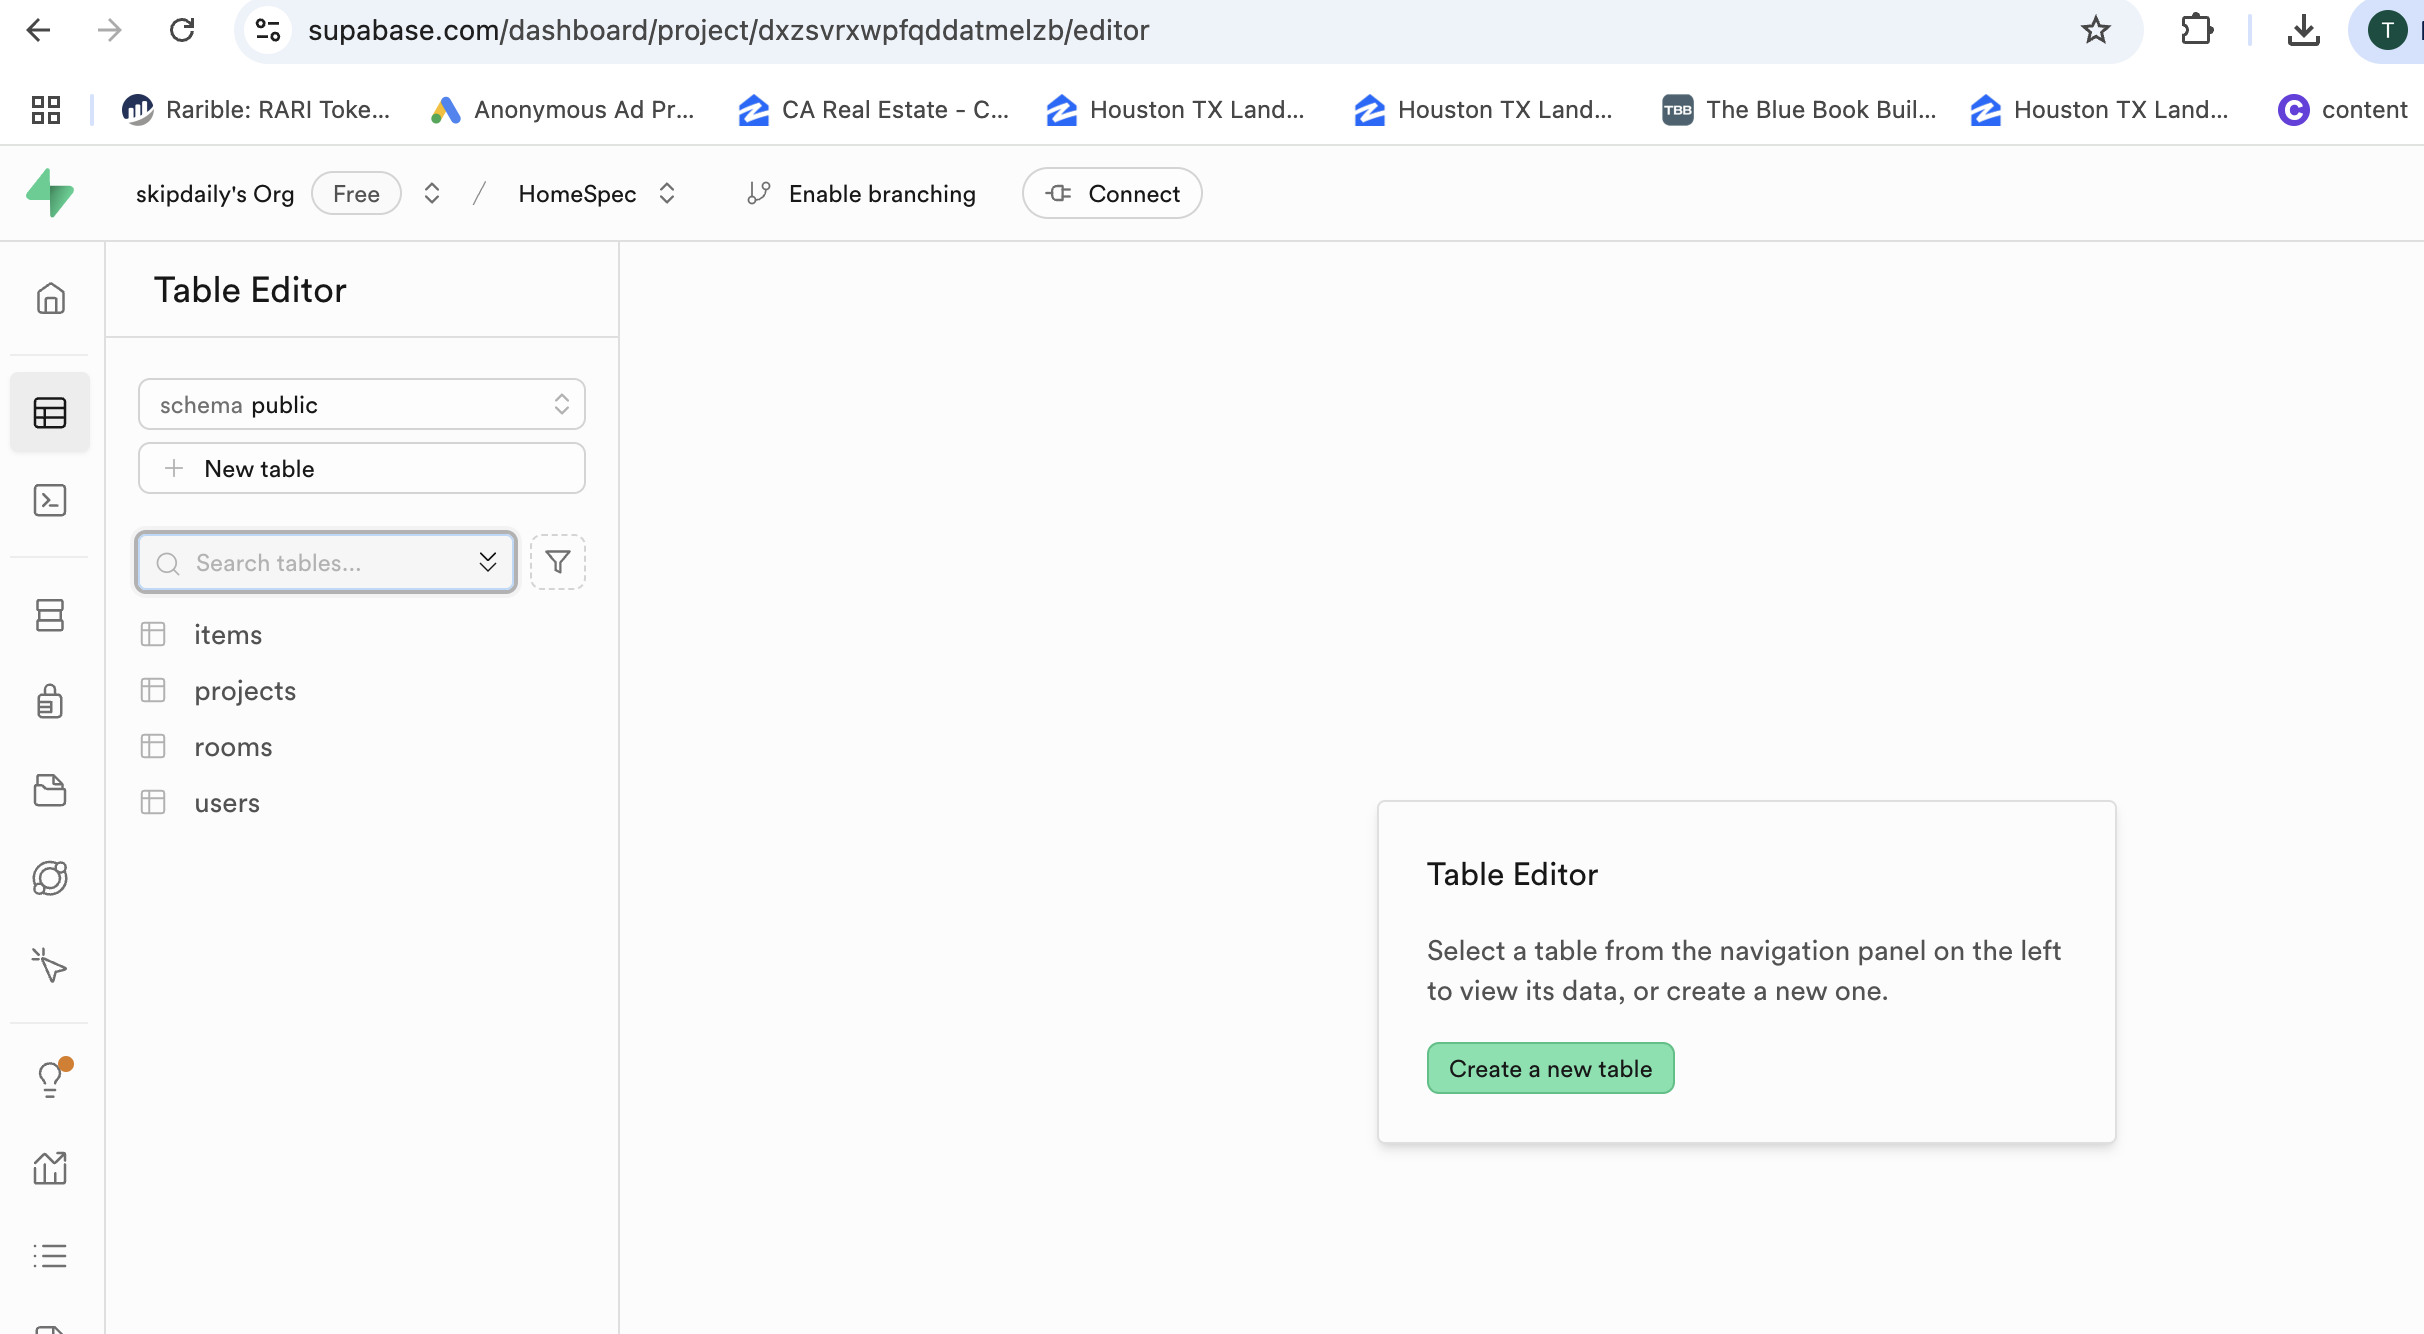 supabase.com/dashboard/project/dxzsvrxwpfqddatmelzb/editor
T
Rarible: RARI Toke...
Anonymous Ad Pr...
CA Real Estate - C...
Houston TX Land...
Houston TX Land...
TBB
The Blue Book Buil...
Houston TX Land...
C
content
skipdaily's Org
Free
/
HomeSpec
Enable branching
Connect
Table Editor
schema public
New table
Search tables...
items
projects
rooms
users
Table Editor
Select a table from the navigation panel on the left
to view its data, or create a new one.
Create a new table